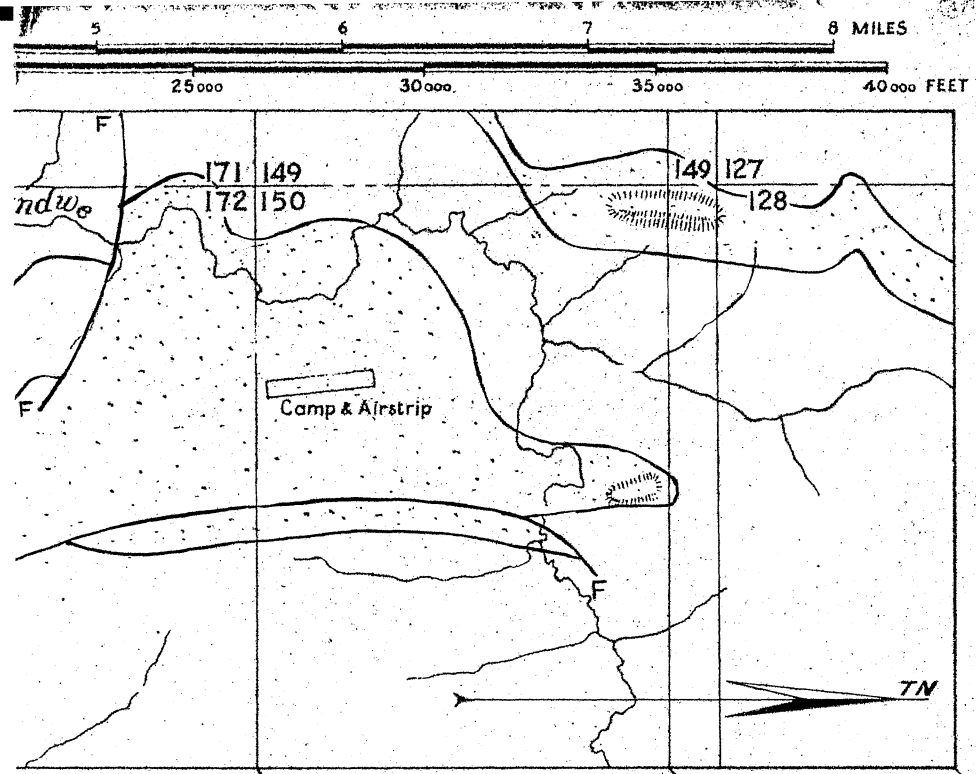 5 6 7 8 MILES
25000 30000 35000 40000 FEET
F
171 149 149 127
172 150 128
ndwe
Camp & Airstrip
F
F
TN